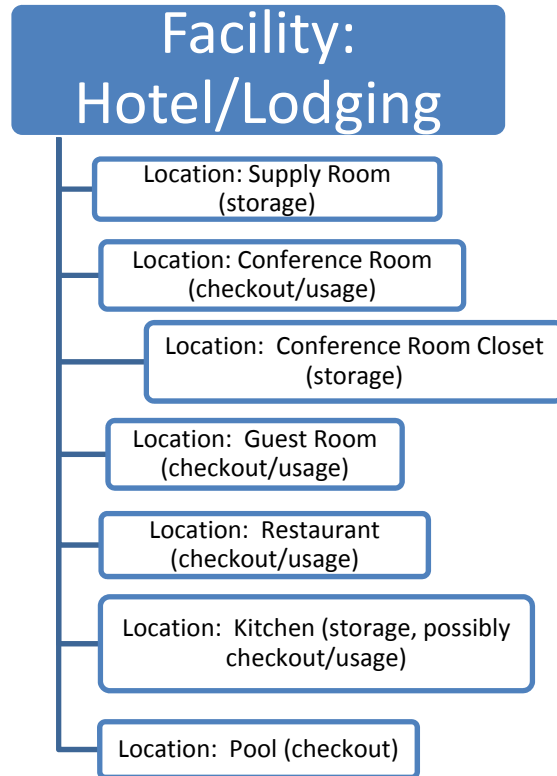 Facility:
Hotel/Lodging
Location: Supply Room
(storage)
Location: Conference Room
(checkout/usage)
Location: Conference Room Closet
(storage)
Location: Guest Room
(checkout/usage)
Location: Restaurant
(checkout/usage)
Location: Kitchen (storage, possibly
checkout/usage)
Location: Pool (checkout)